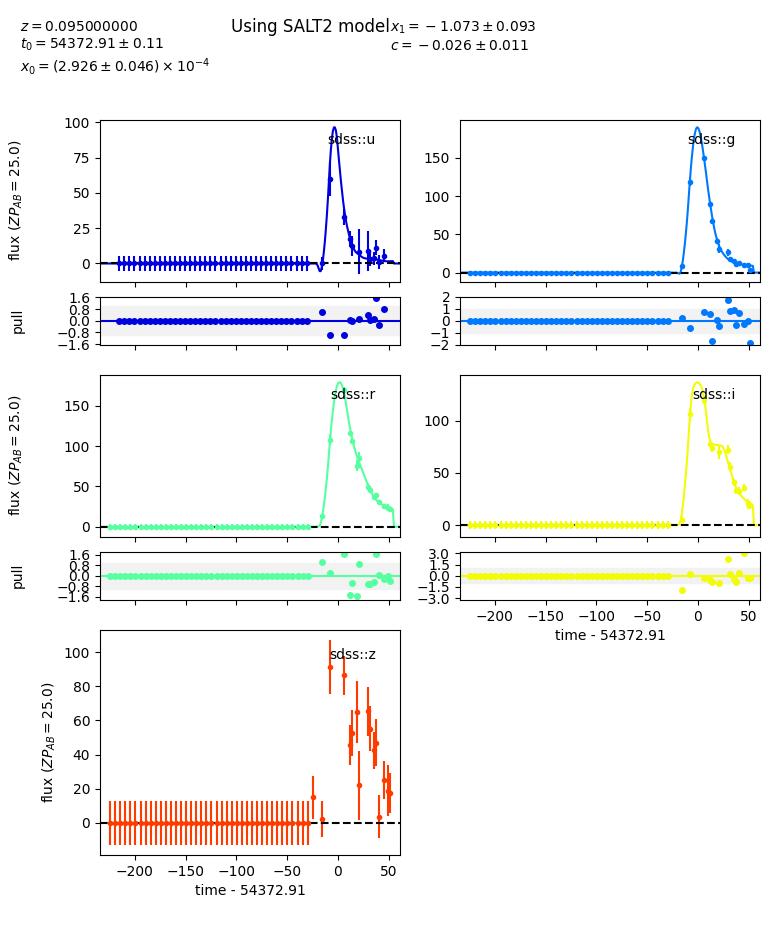 z = 0.095000000
t0 = 54372.91 ± 0.11
x0 = (2.926 ± 0.046) × 10^−4
Using SALT2 model
x1 = −1.073 ± 0.093
c = −0.026 ± 0.011
sdss::u
100
75
50
25
0
flux (ZP_AB = 25.0)
sdss::g
150
100
50
0
1.6
0.8
0.0
−0.8
−1.6
pull
2
1
0
−1
−2
sdss::r
150
100
50
0
flux (ZP_AB = 25.0)
sdss::i
100
50
0
1.6
0.8
0.0
−0.8
−1.6
pull
3.0
1.5
0.0
−1.5
−3.0
−200 −150 −100 −50 0 50
time - 54372.91
sdss::z
100
80
60
40
20
0
flux (ZP_AB = 25.0)
−200 −150 −100 −50 0 50
time - 54372.91